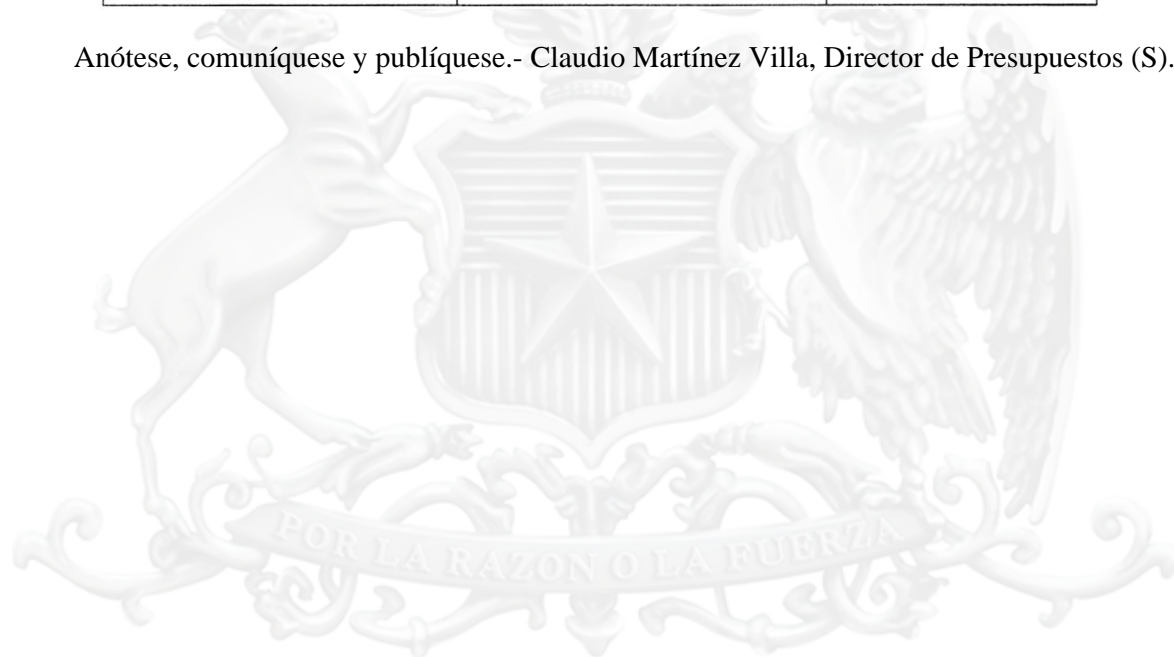 Anótese, comuníquese y publíquese.- Claudio Martínez Villa, Director de Presupuestos (S).
POR LA RAZON O LA FUERZA